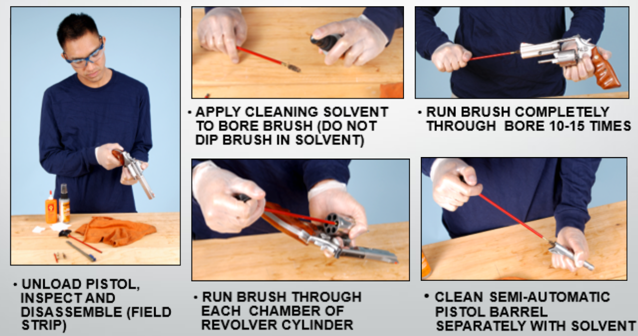 • APPLY CLEANING SOLVENT
TO BORE BRUSH (DO NOT
DIP BRUSH IN SOLVENT)
• RUN BRUSH COMPLETELY
THROUGH BORE 10-15 TIMES
• UNLOAD PISTOL,
INSPECT AND
DISASSEMBLE (FIELD
STRIP)
• RUN BRUSH THROUGH
EACH CHAMBER OF
REVOLVER CYLINDER
• CLEAN SEMI-AUTOMATIC
PISTOL BARREL
SEPARATELY WITH SOLVENT